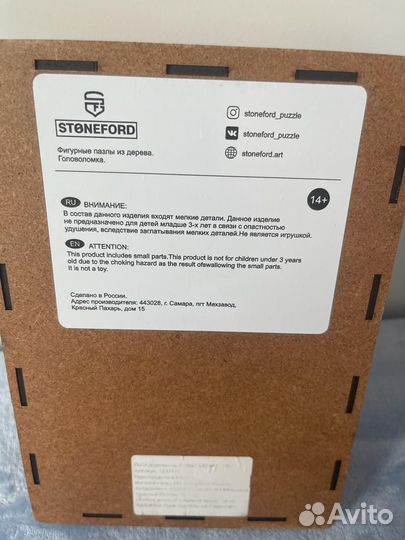 STONEFORD
Фигурные пазлы из дерева.
Головоломка.
stoneford_puzzle
stoneford_puzzle
stoneford.art
RU ВНИМАНИЕ:
14+
В состав данного изделия входят мелкие детали. Данное изделие
не предназначено для детей младше 3-х лет в связи с опастностью
удушения, вследствие заглатывания мелких деталей.Не является игрушкой.
EN ATTENTION:
This product includes small parts.This product is not for children under 3 years
old due to the choking hazard as the result ofswallowing the small parts.
It is not a toy.
Сделано в России.
Адрес производителя: 443028, г. Самара, пгт Мехзавод,
Красный Пахарь, дом 15
Avito